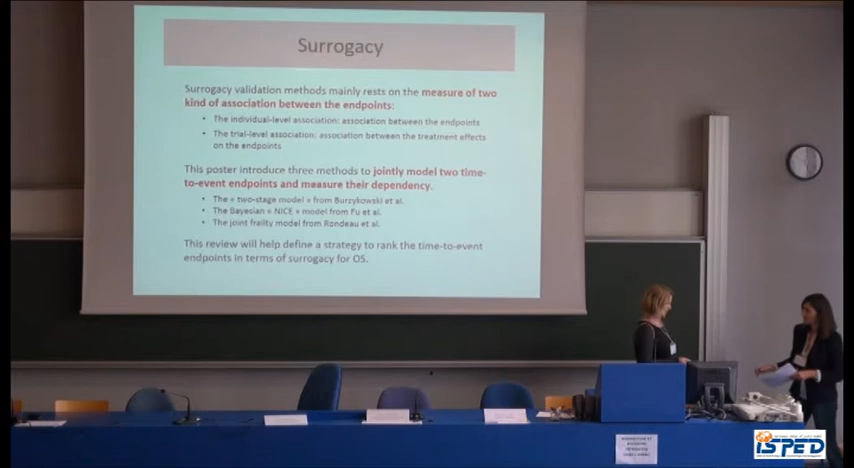 Surrogacy
Surrogacy validation methods mainly rests on the measure of two
kind of association between the endpoints:
• The individual-level association: association between the endpoints
• The trial-level association: association between the treatment effects
on the endpoints
This poster introduce three methods to jointly model two time-
to-event endpoints and measure their dependency.
• The « two-stage model » from Burzykowski et al.
• The Bayesian « NICE » model from Fu et al.
• The joint frailty model from Rondeau et al.
This review will help define a strategy to rank the time-to-event
endpoints in terms of surrogacy for OS.
ISPED